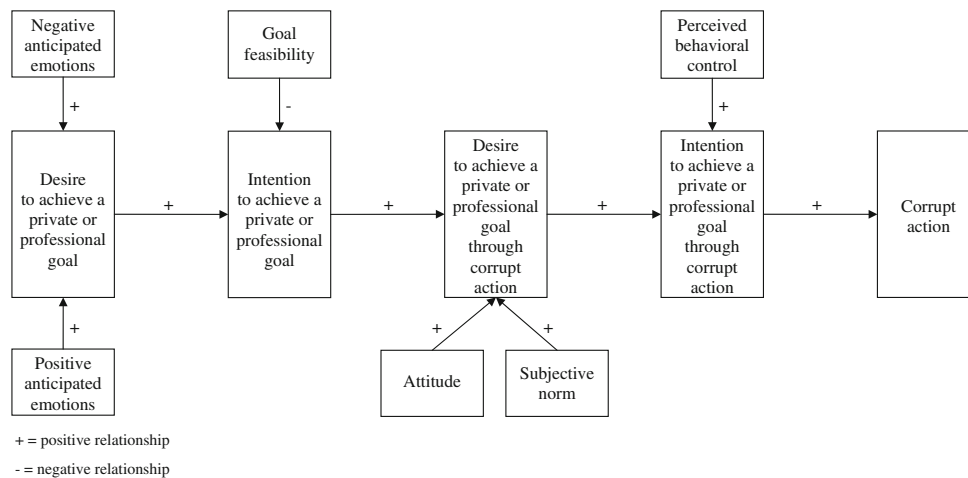 Negative
anticipated
emotions
Goal
feasibility
Perceived
behavioral
control
+
-
+
Desire
to achieve a
private or
professional
goal
+
Intention
to achieve a
private or
professional
goal
+
Desire
to achieve a
private or
professional
goal
through
corrupt
action
+
Intention
to achieve a
private or
professional
goal
through
corrupt
action
+
Corrupt
action
+
+
+
Positive
anticipated
emotions
Attitude
Subjective
norm
+ = positive relationship
- = negative relationship